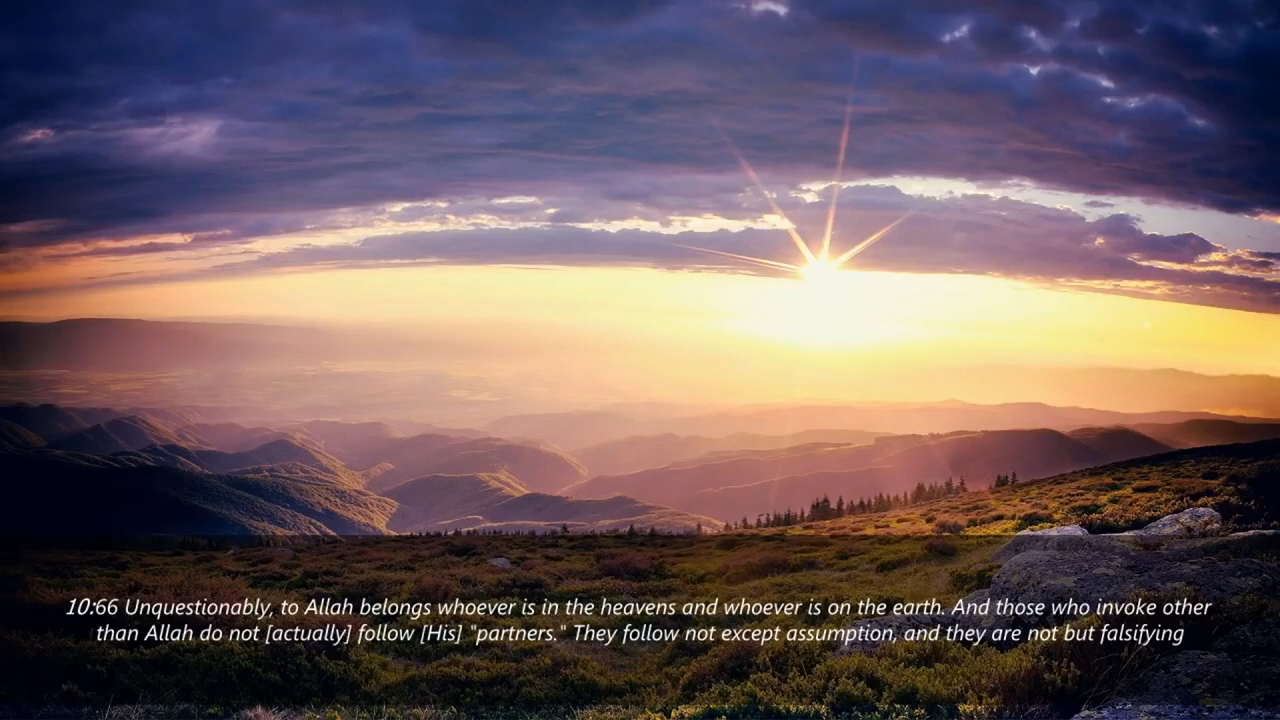 10:66 Unquestionably, to Allah belongs whoever is in the heavens and whoever is on the earth. And those who invoke other
than Allah do not [actually] follow [His] "partners." They follow not except assumption, and they are not but falsifying